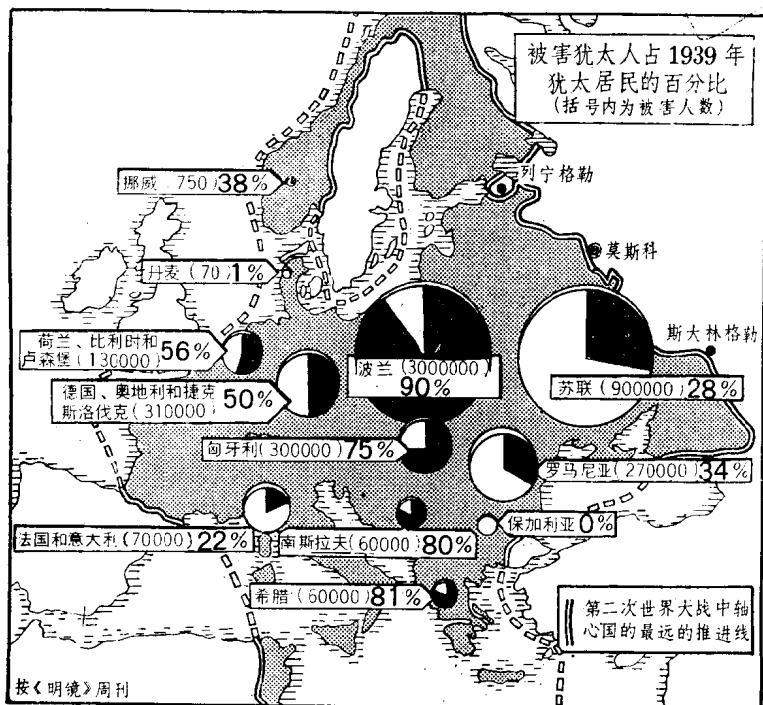 被害犹太人占1939年
犹太居民的百分比
(括号内为被害人数)
列宁格勒
挪威(750)38%
莫斯科
丹麦(70)1%
斯大林格勒
荷兰、比利时和
卢森堡(130000)56%
波兰(3000000)
90%
苏联(900000)28%
德国、奥地利和捷克
斯洛伐克(310000)50%
匈牙利(300000)75%
罗马尼亚(270000)34%
保加利亚0%
法国和意大利(70000)22%
南斯拉夫(60000)80%
希腊(60000)81%
第二次世界大战中轴
心国的最远的推进线
按《明镜》周刊